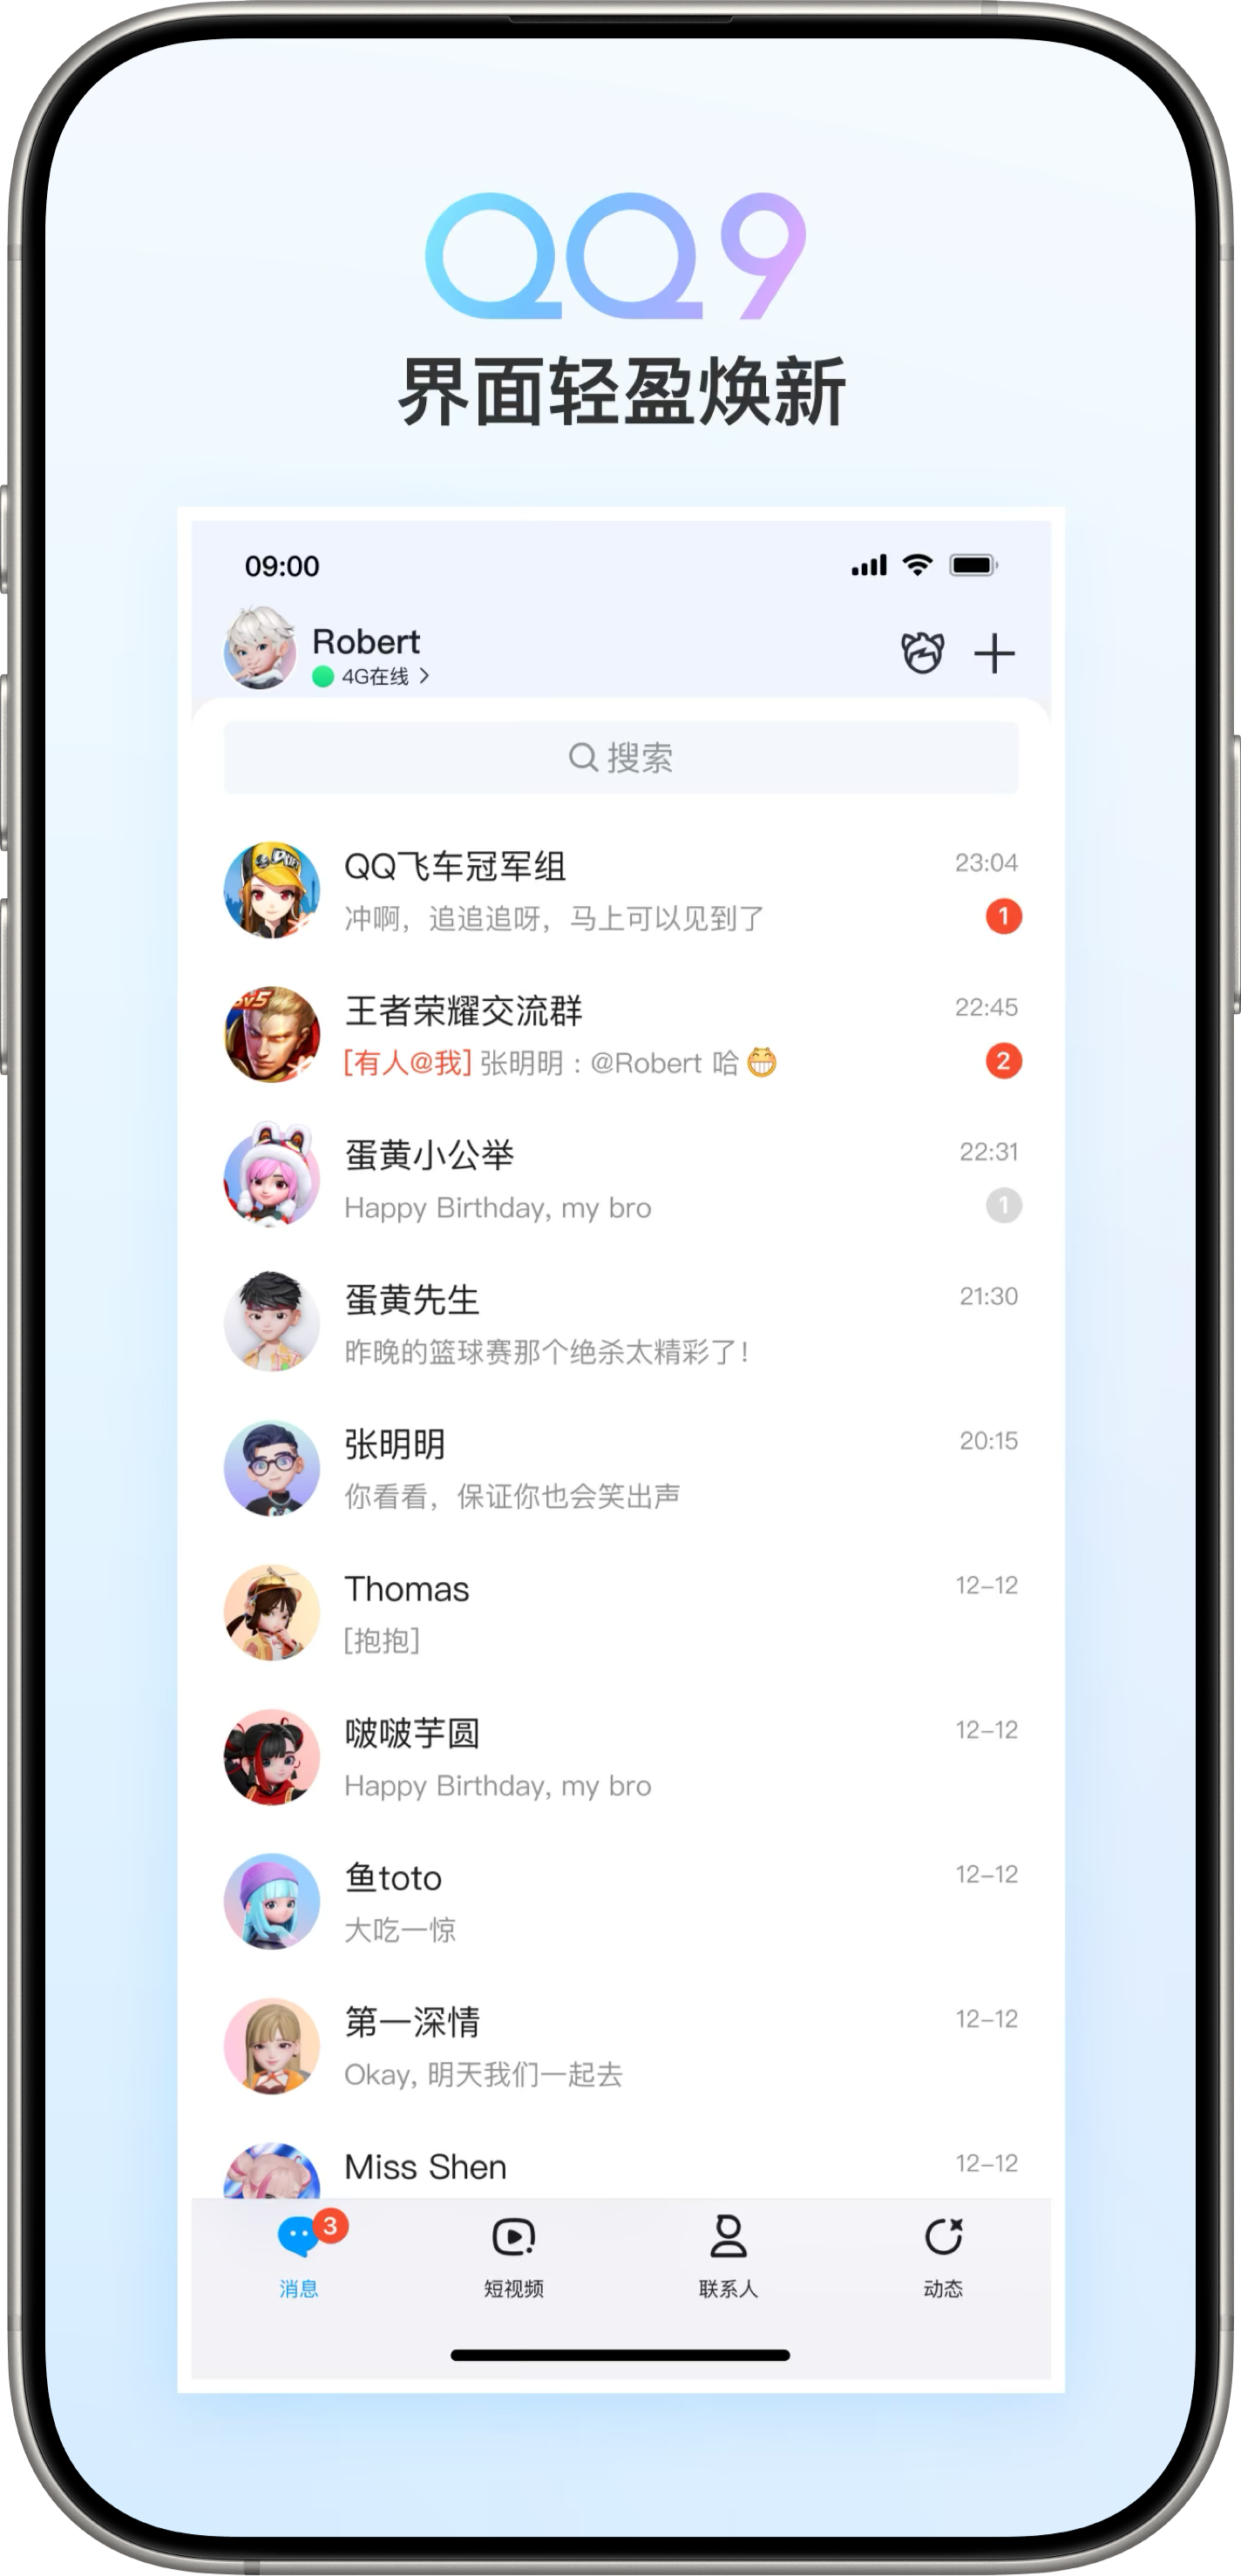 QQ9
界面轻盈焕新
09:00
Robert
4G在线
搜索
QQ飞车冠军组 23:04
冲啊，追追追呀，马上可以见到了 1
王者荣耀交流群 22:45
[有人@我] 张明明：@Robert 哈😁 2
蛋黄小公举 22:31
Happy Birthday, my bro 1
蛋黄先生 21:30
昨晚的篮球赛那个绝杀太精彩了！
张明明 20:15
你看看，保证你也会笑出声
Thomas 12-12
[抱抱]
啵啵芋圆 12-12
Happy Birthday, my bro
鱼toto 12-12
大吃一惊
第一深情 12-12
Okay, 明天我们一起去
Miss Shen 12-12
3
消息 短视频 联系人 动态